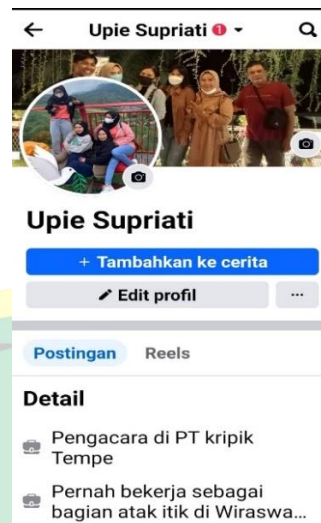 Upie Supriati
Upie Supriati
+ Tambahkan ke cerita
Edit profil
Postingan Reels
Detail
Pengacara di PT kripik
Tempe
Pernah bekerja sebagai
bagian atak itik di Wiraswa...